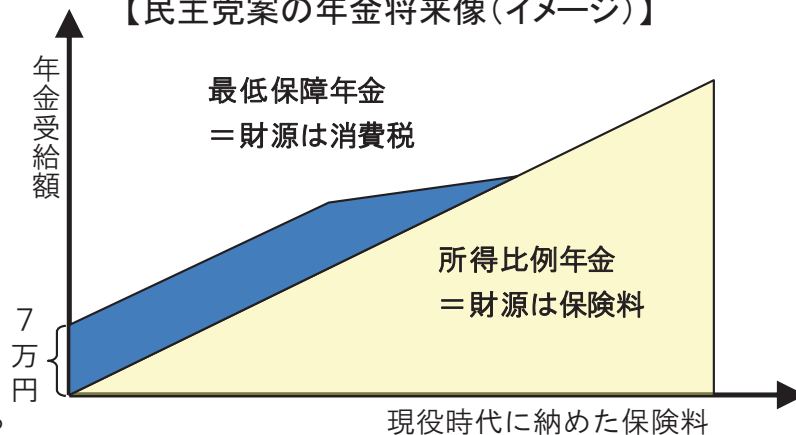 【民主党案の年金将来像(イメージ)】
年金受給額
最低保障年金
=財源は消費税
所得比例年金
=財源は保険料
7万円
現役時代に納めた保険料